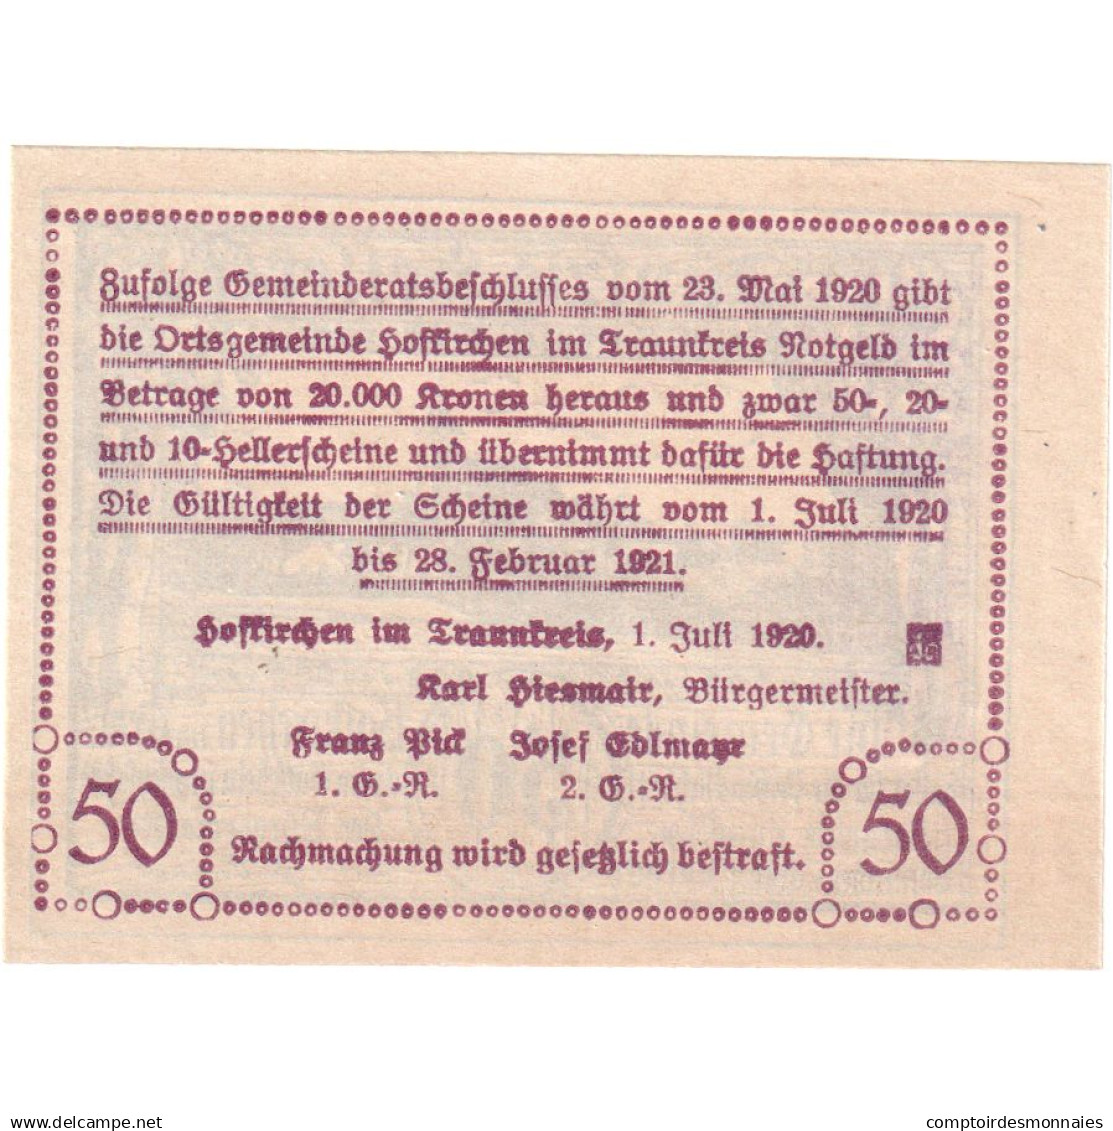 Zufolge Gemeinderatsbeschlusses vom 23. Mai 1920 gibt
die Ortsgemeinde Hofkirchen im Traunkreis Notgeld im
Betrage von 20.000 Kronen heraus und zwar 50-, 20-
und 10-Hellerscheine und übernimmt dafür die Haftung.
Die Gültigkeit der Scheine währt vom 1. Juli 1920
bis 28. Februar 1921.
Hofkirchen im Traunkreis, 1. Juli 1920.
Karl Hiesmair, Bürgermeister.
Franz Pick Josef Edlmayr
1. G.-R. 2. G.-R.
50 50
Nachmachung wird gesetzlich bestraft.
www.delcampe.net comptoirdesmonnaies